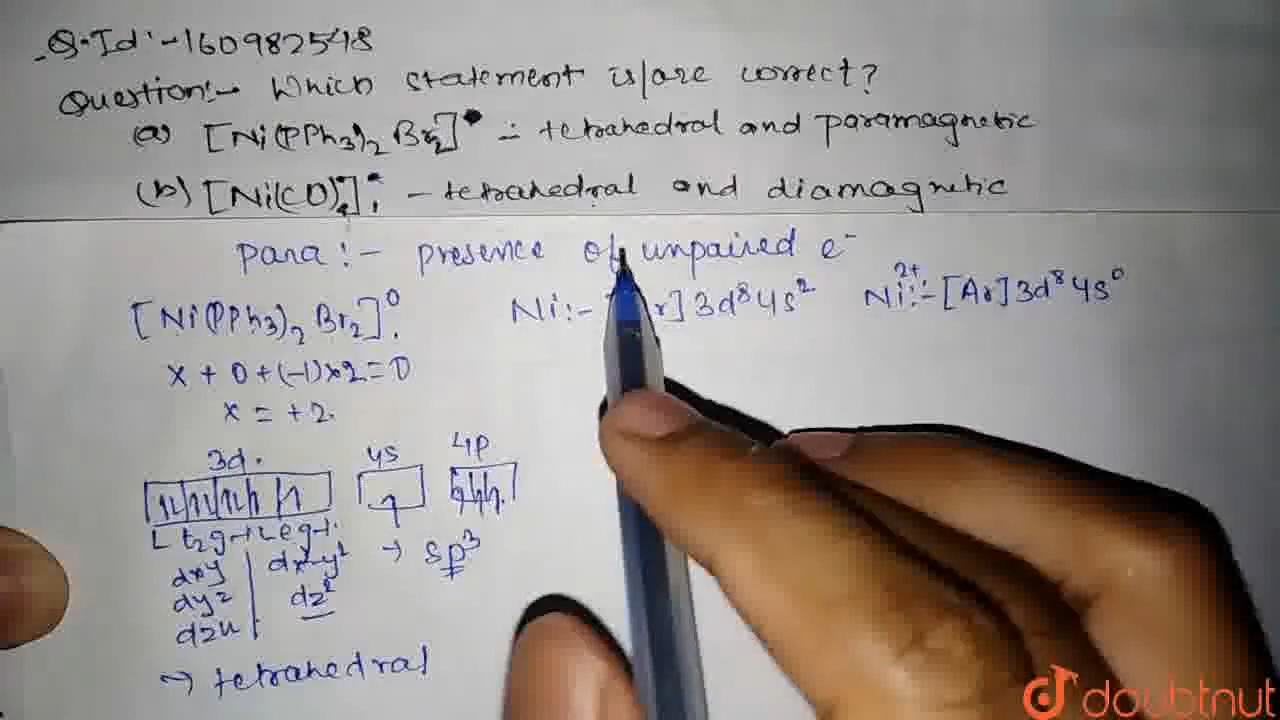 Q.Id :- 160982548
Question:- Which statement is/are correct?
(a) [Ni(PPh3)2 Br2] :- tetrahedral and paramagnetic
(b) [Ni(CO)4] - tetrahedral and diamagnetic
Para :- presence of unpaired e-
[Ni(PPh3)2 Br2]0. Ni :- r] 3d8 4s2 Ni2+ :- [Ar] 3d8 4s0
x + 0 + (-1)x2 = 0
x = +2.
3d. 4s 4p
t2g eg
dxy dx2-y2 → sp3
dyz dz2
dzx
→ tetrahedral
doubtnut